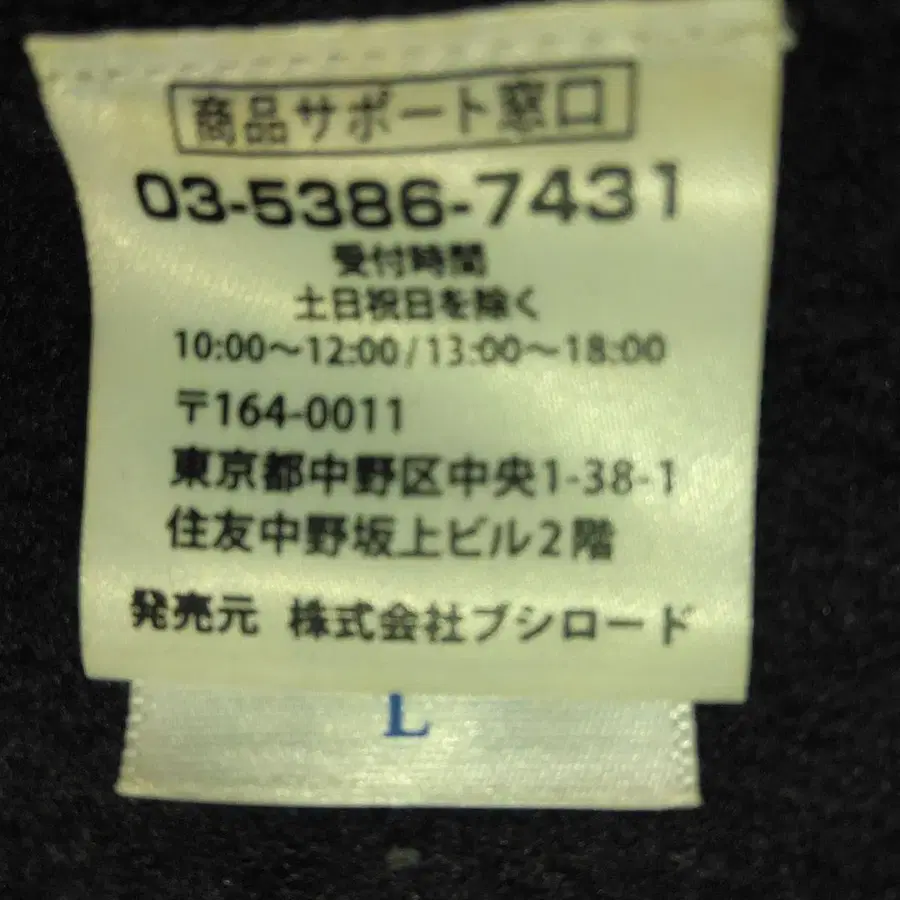 商品サポート窓口
03-5386-7431
受付時間
土日祝日を除く
10:00～12:00/13:00～18:00
〒164-0011
東京都中野区中央1-38-1
住友中野坂上ビル2階
発売元 株式会社ブシロード
L